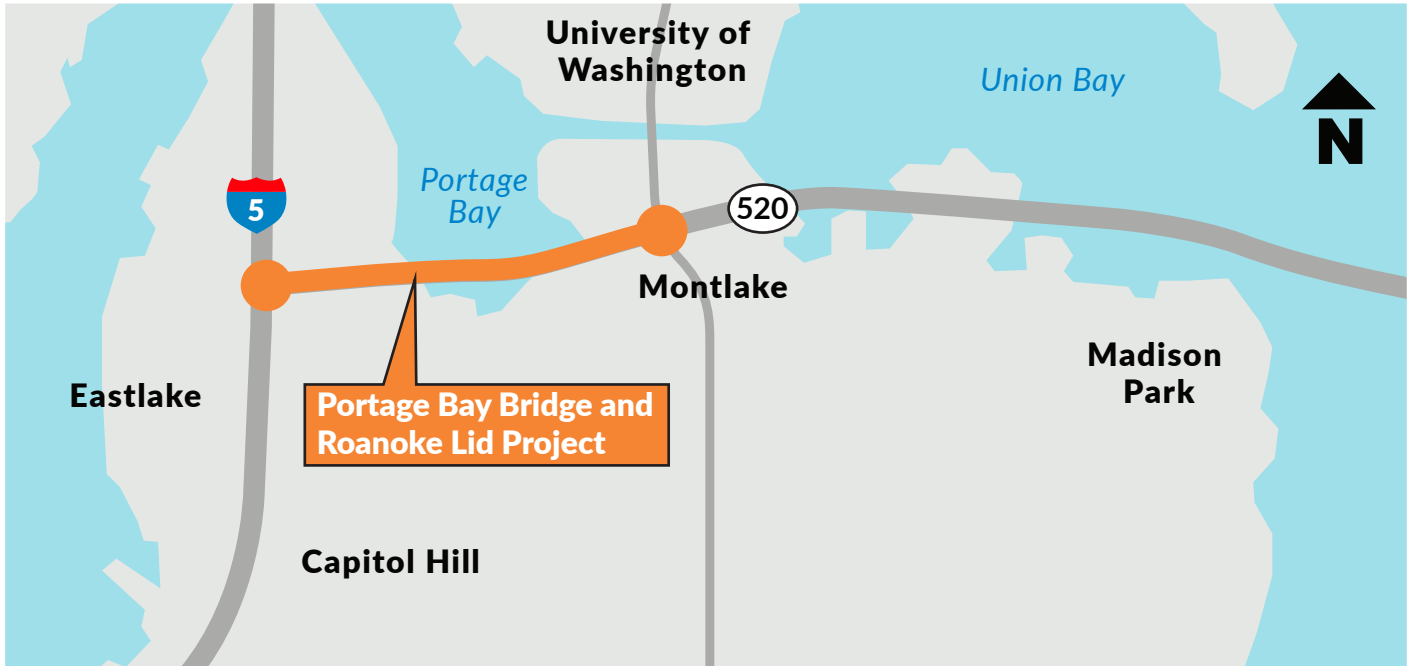 University of
Washington
Union Bay
N
Portage
Bay
5
520
Montlake
Madison
Park
Eastlake
Portage Bay Bridge and
Roanoke Lid Project
Capitol Hill